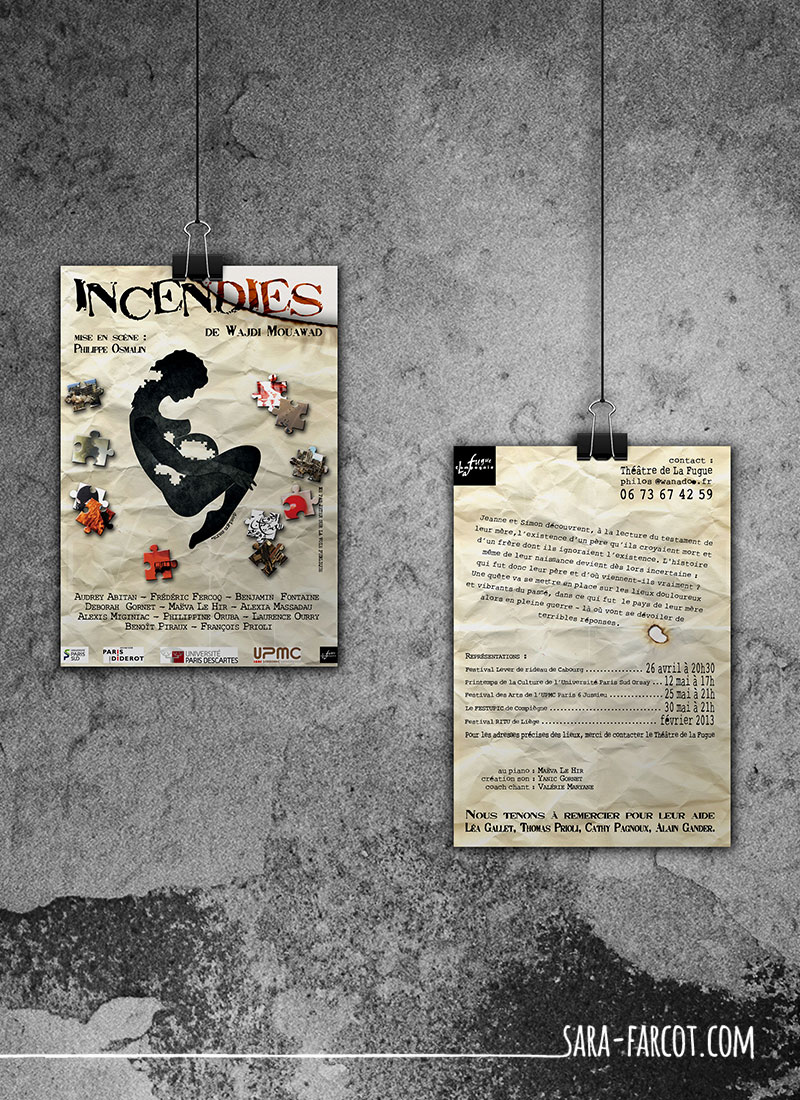 INCENDIES
DE WAJDI MOUAWAD
MISE EN SCÈNE :
PHILIPPE OSMALIN
AUDREY ABITAN – FRÉDÉRIC FERCOQ – BENJAMIN FONTAINE
DEBORAH GORNET – MAËVA LE HIR – ALEXIA MASSADAU
ALEXIS MIGINIAC – PHILIPPINE ORUBA – LAURENCE OURRY
BENOÎT PIRAUX – FRANÇOIS PRIOLI
PARIS
SUD
PARIS
DIDEROT
UNIVERSITÉ
PARIS DESCARTES
UPMC
La fugue
compagnie
contact :
Théâtre de La Fugue
philos@wanadoo.fr
06 73 67 42 59
Jeanne et Simon découvrent, à la lecture du testament de
leur mère, l'existence d'un père qu'ils croyaient mort et
d'un frère dont ils ignoraient l'existence. L'histoire
même de leur naissance devient dès lors incertaine :
qui fut donc leur père et d'où viennent-ils vraiment ?
Une quête va se mettre en place sur les lieux douloureux
et vibrants du passé, dans ce qui fut le pays de leur mère
alors en pleine guerre - là où vont se dévoiler de
terribles réponses.
REPRÉSENTATIONS :
Festival Lever de rideau de Cabourg ............... 26 avril à 20h30
Printemps de la Culture de l'Université Paris Sud Orsay ... 12 mai à 17h
Festival des Arts de l'UPMC Paris 6 Jussieu ............... 25 mai à 21h
Le FESTUPIC de Compiègne ............................... 30 mai à 21h
Festival RITU de Liège ............................... février 2013
Pour les adresses précises des lieux, merci de contacter le Théâtre de la Fugue
au piano : MAËVA LE HIR
création son : YANIC GORNET
coach chant : VALÉRIE MARYANE
NOUS TENONS À REMERCIER POUR LEUR AIDE
LÉA GALLET, THOMAS PRIOLI, CATHY PAGNOUX, ALAIN GANDER.
SARA-FARCOT.COM